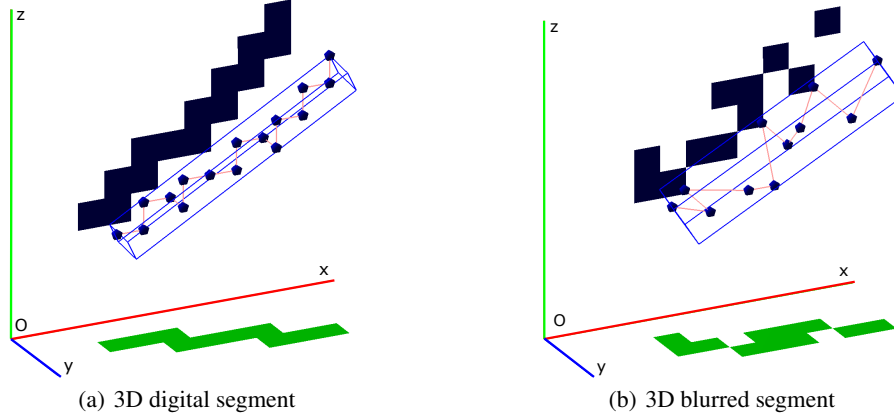 z
x
O
y
(a) 3D digital segment
z
x
O
y
(b) 3D blurred segment